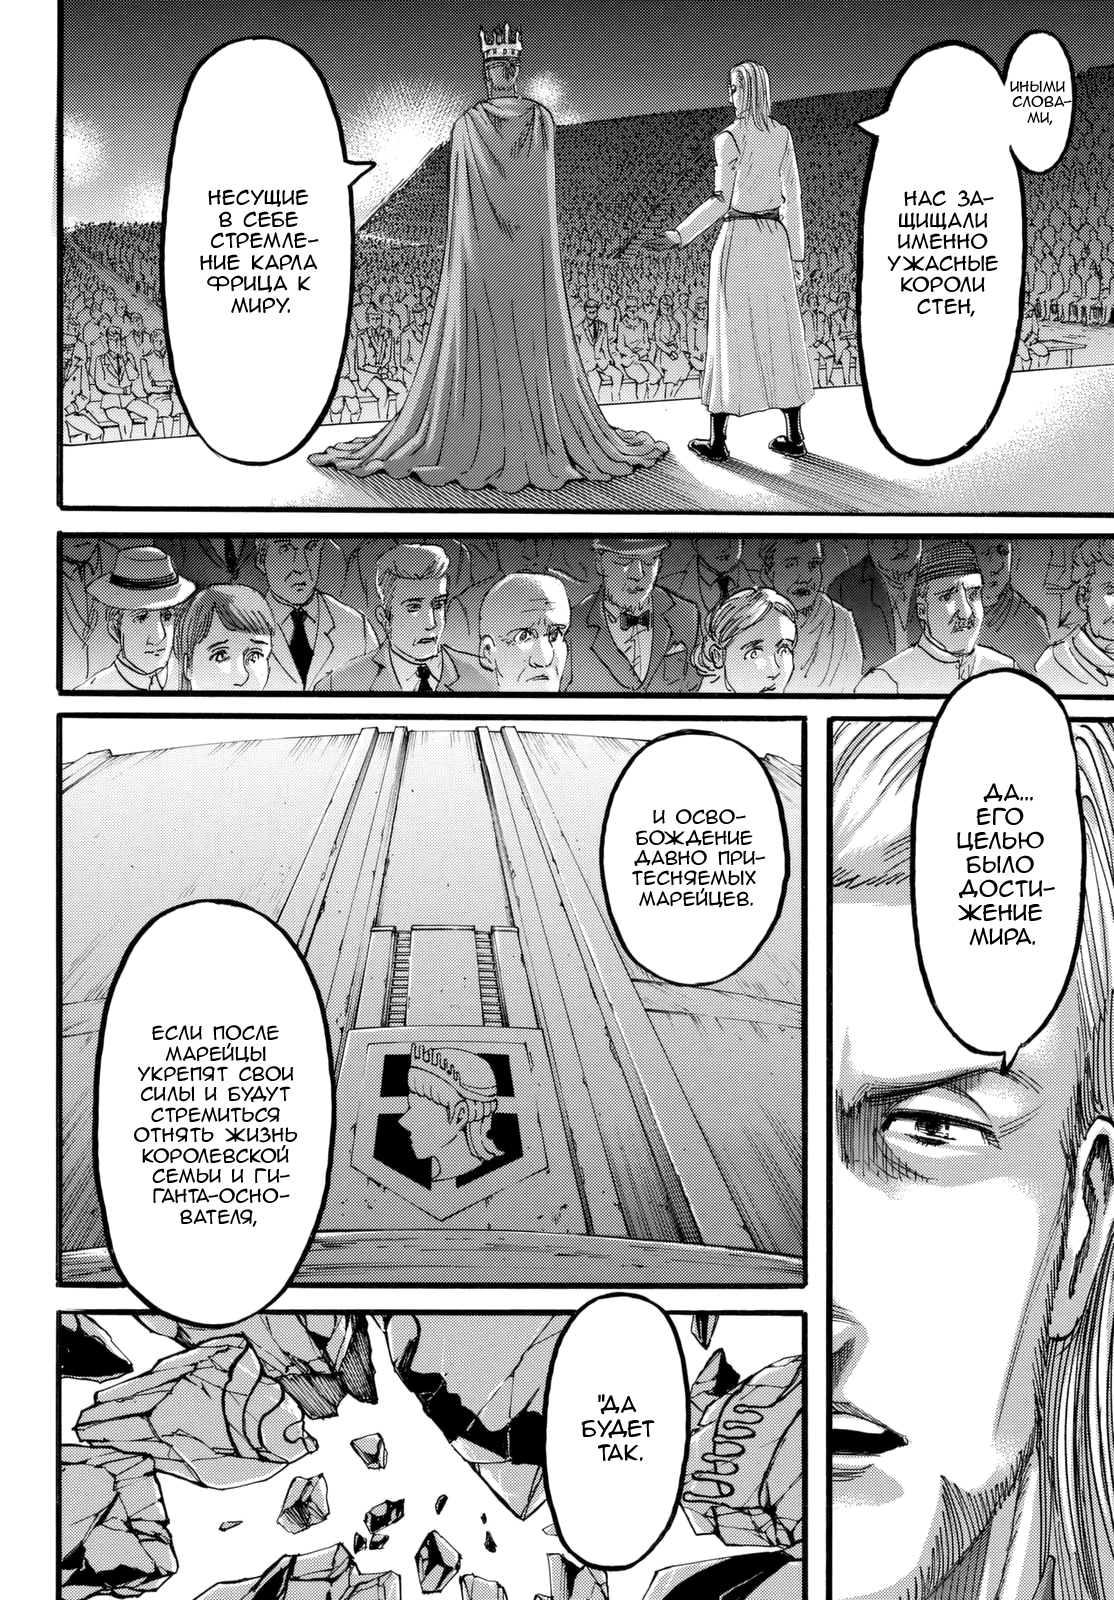 ИНЫМИ
СЛОВА-
МИ,
НАС ЗА-
ЩИЩАЛИ
ИМЕННО
УЖАСНЫЕ
КОРОЛИ
СТЕН,
НЕСУЩИЕ
В СЕБЕ
СТРЕМЛЕ-
НИЕ КАРЛА
ФРИЦА К
МИРУ.
ДА...
ЕГО
ЦЕЛЬЮ
БЫЛО
ДОСТИ-
ЖЕНИЕ
МИРА.
И ОСВО-
БОЖДЕНИЕ
ДАВНО ПРИ-
ТЕСНЯЕМЫХ
МАРЕЙЦЕВ.
ЕСЛИ ПОСЛЕ
МАРЕЙЦЫ
УКРЕПЯТ СВОИ
СИЛЫ И БУДУТ
СТРЕМИТЬСЯ
ОТНЯТЬ ЖИЗНЬ
КОРОЛЕВСКОЙ
СЕМЬИ И ГИ-
ГАНТА-ОСНО-
ВАТЕЛЯ,
"ДА
БУДЕТ
ТАК.